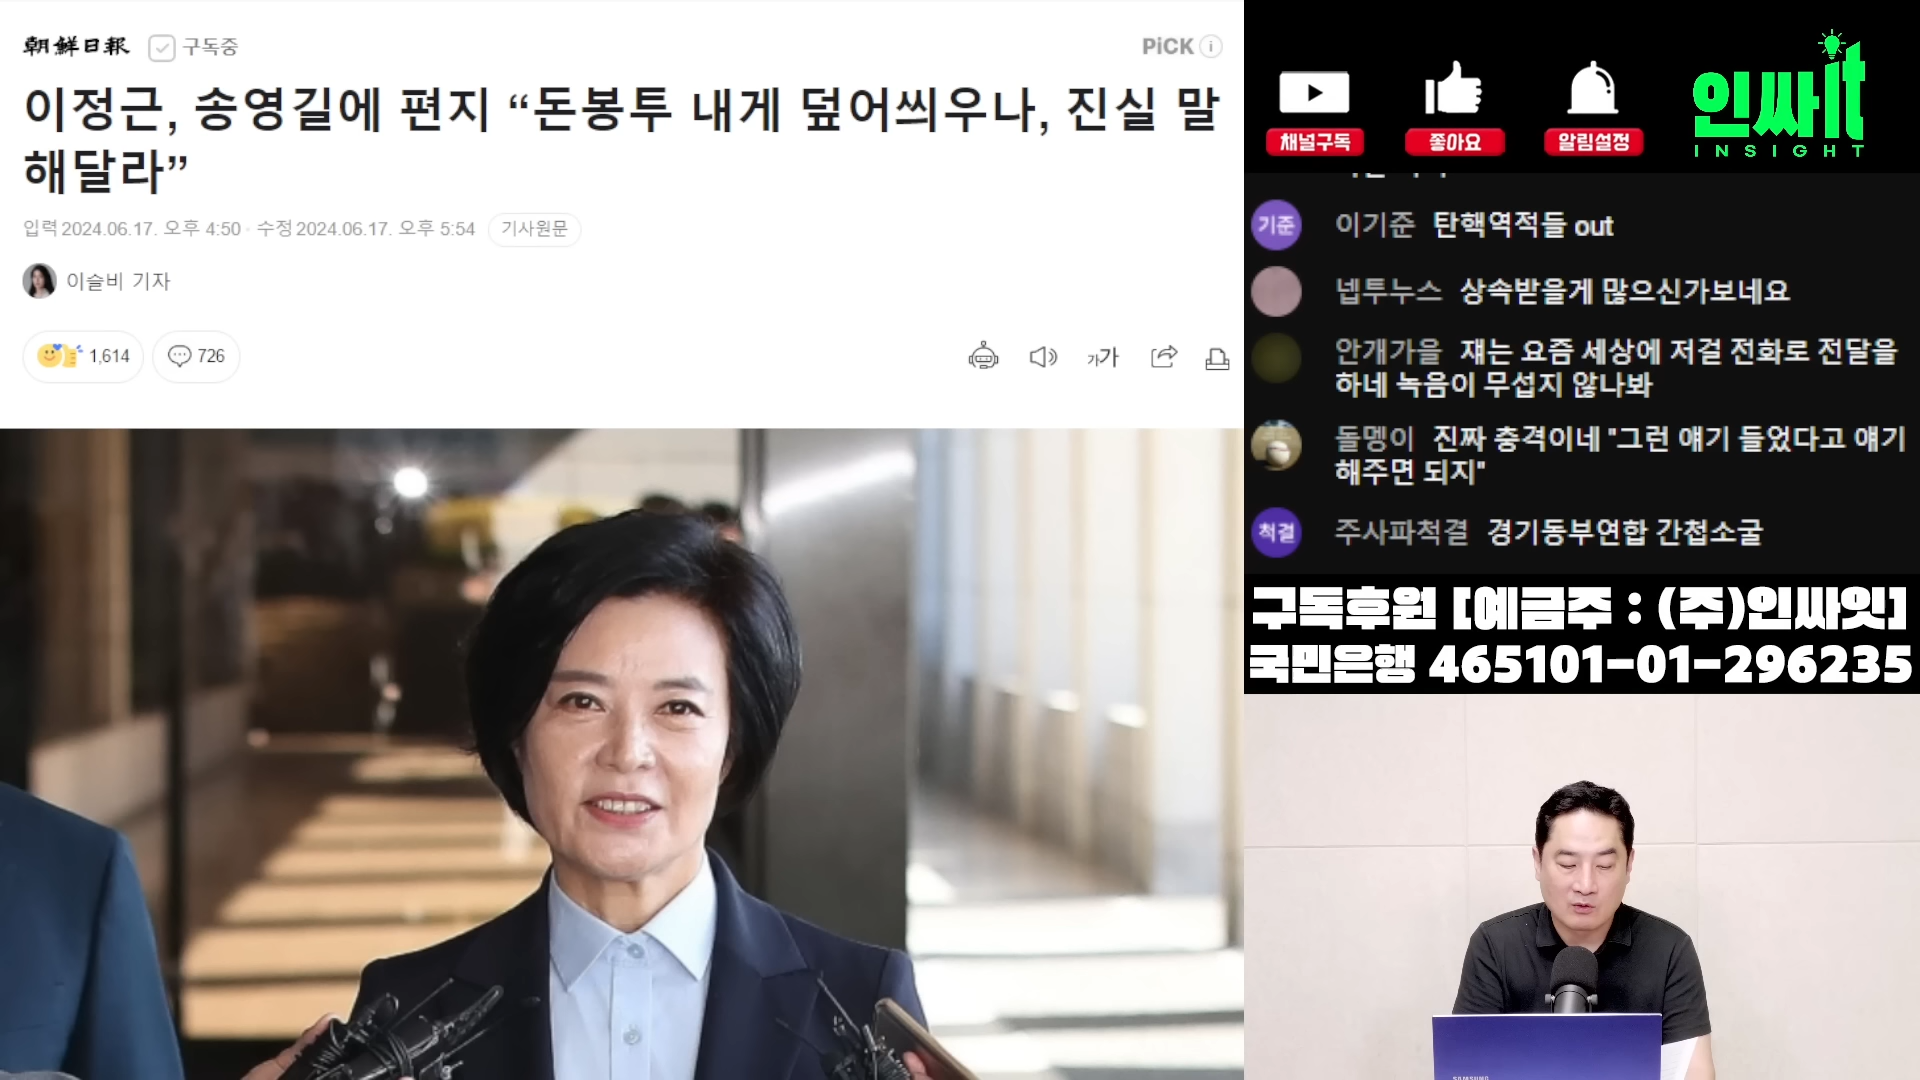 朝鮮日報 구독중
PiCK i
이정근, 송영길에 편지 “돈봉투 내게 덮어씌우나, 진실 말
해달라”
입력 2024.06.17. 오후 4:50 · 수정 2024.06.17. 오후 5:54 기사원문
이슬비 기자
1,614 726
가가
채널구독 좋아요 알림설정
인싸it
INSIGHT
기준 이기준 탄핵역적들 out
넵투누스 상속받을게 많으신가보네요
안개가을 쟤는 요즘 세상에 저걸 전화로 전달을
하네 녹음이 무섭지 않나봐
돌멩이 진짜 충격이네 "그런 얘기 들었다고 얘기
해주면 되지"
척결 주사파척결 경기동부연합 간첩소굴
구독후원 [예금주 : (주)인싸잇]
국민은행 465101-01-296235
SAMSUNG